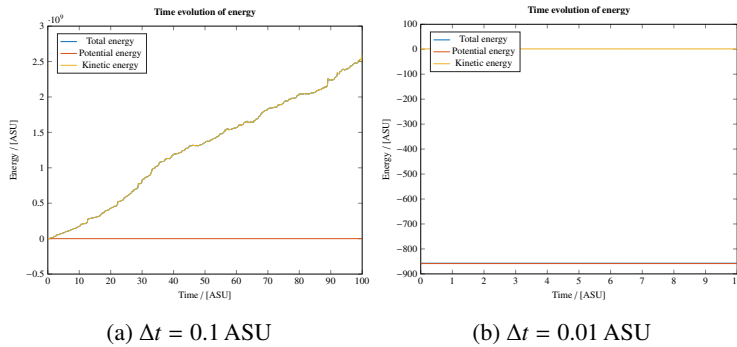 Time evolution of energy
3 ·10⁹
2.5
2
1.5
1
0.5
0
−0.5
0 10 20 30 40 50 60 70 80 90 100
Time / [ASU]
Energy / [ASU]
Total energy
Potential energy
Kinetic energy
(a) Δt = 0.1 ASU
Time evolution of energy
100
0
−100
−200
−300
−400
−500
−600
−700
−800
−900
0 1 2 3 4 5 6 7 8 9 10
Time / [ASU]
Energy / [ASU]
Total energy
Potential energy
Kinetic energy
(b) Δt = 0.01 ASU